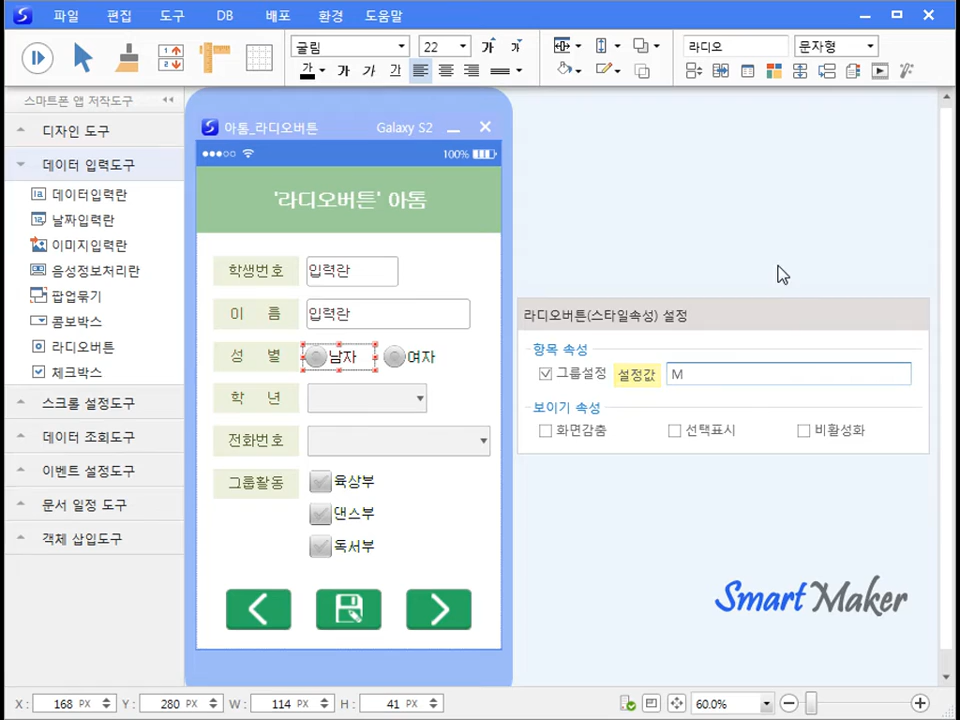 파일 편집 도구 DB 배포 환경 도움말
굴림 22 가 가 라디오 문자형
가 가 가 가
스마트폰 앱 저작도구
디자인 도구
데이터 입력도구
데이터입력란
날짜입력란
이미지입력란
음성정보처리란
팝업묶기
콤보박스
라디오버튼
체크박스
스크롤 설정도구
데이터 조회도구
이벤트 설정도구
문서 일정 도구
객체 삽입도구
아톰_라디오버튼 Galaxy S2
100%
'라디오버튼' 아톰
학생번호 입력란
이 름 입력란
성 별 남자 여자
학 년
전화번호
그룹활동 육상부
댄스부
독서부
라디오버튼(스타일속성) 설정
항목 속성
그룹설정 설정값 M
보이기 속성
화면감춤 선택표시 비활성화
Smart Maker
X : 168 PX Y : 280 PX W : 114 PX H : 41 PX 60.0%